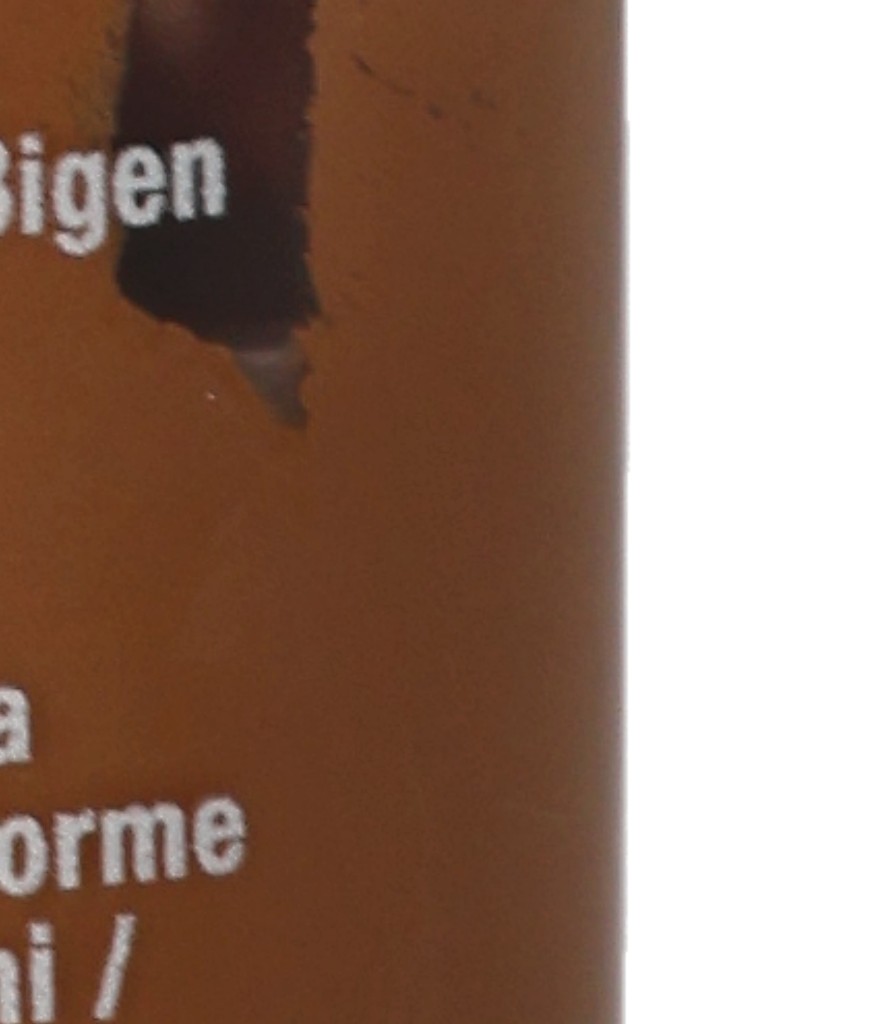 Bigen
a
orme
ni /